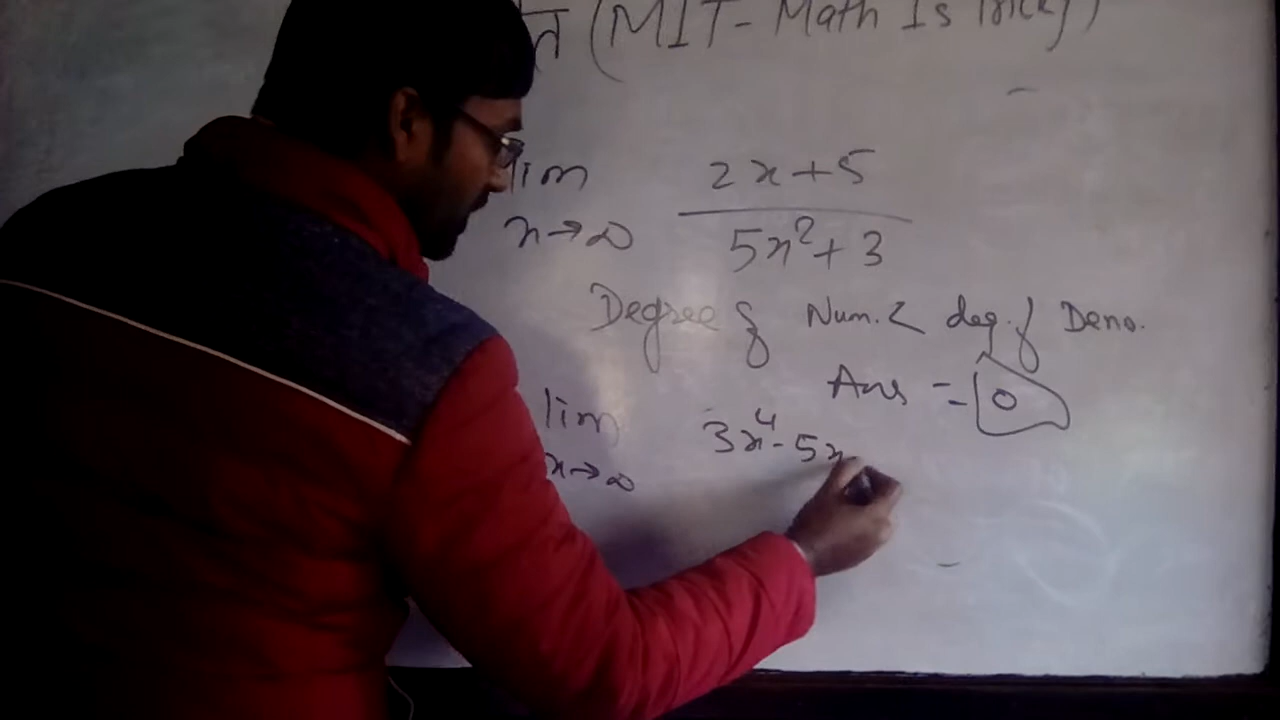 (MIT - Math Is Tricky)
lim 2x+5
x→∞ 5x²+3
Degree of Num. < deg. of Deno.
Ans = 0
lim 3x⁴-5x
x→∞